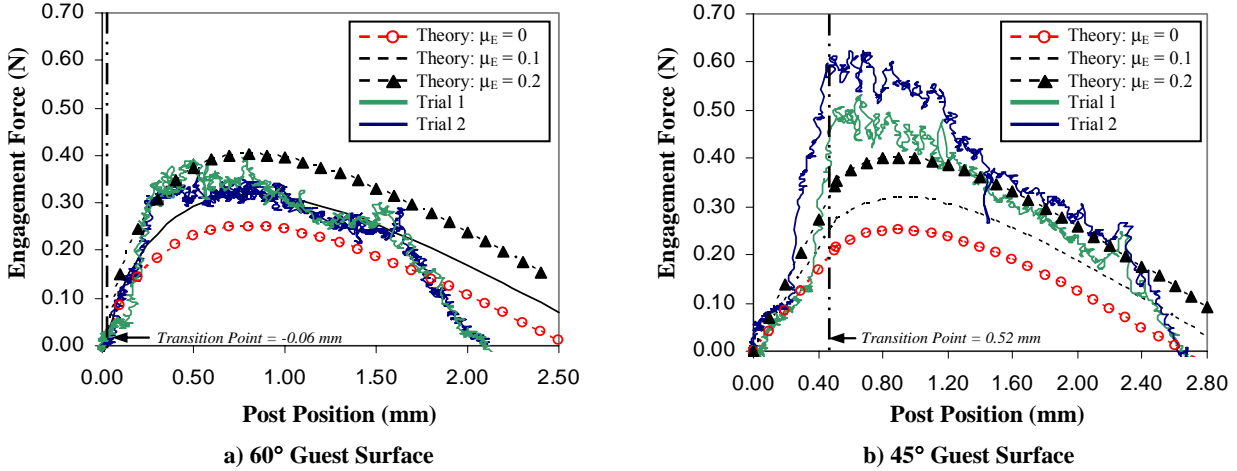 0.70
0.60
0.50
0.40
0.30
0.20
0.10
0.00
Engagement Force (N)
Theory: μE = 0
Theory: μE = 0.1
Theory: μE = 0.2
Trial 1
Trial 2
Transition Point = -0.06 mm
0.00 0.50 1.00 1.50 2.00 2.50
Post Position (mm)
a) 60° Guest Surface
0.70
0.60
0.50
0.40
0.30
0.20
0.10
0.00
Engagement Force (N)
Theory: μE = 0
Theory: μE = 0.1
Theory: μE = 0.2
Trial 1
Trial 2
Transition Point = 0.52 mm
0.00 0.40 0.80 1.20 1.60 2.00 2.40 2.80
Post Position (mm)
b) 45° Guest Surface